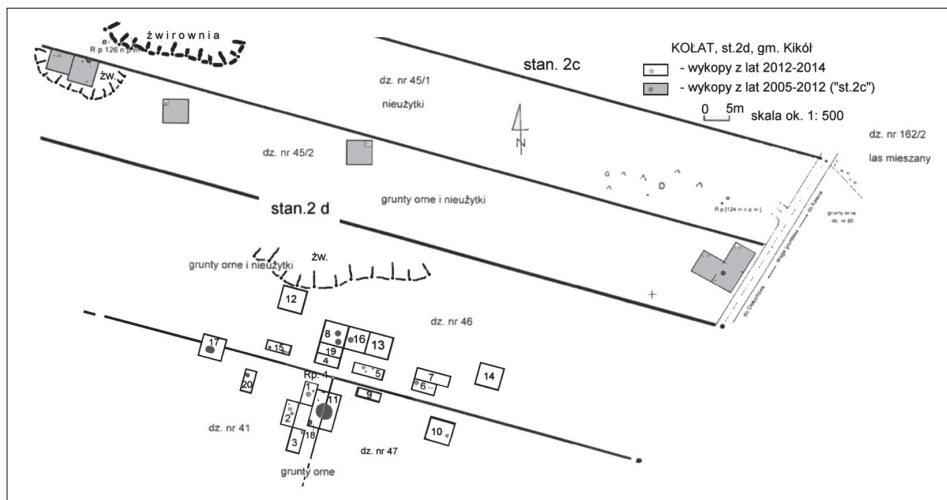 żwirownia
R p 126 n p m
żw.
dz. nr 45/1
nieużytki
stan. 2c
KOŁAT, st.2d, gm. Kikół
- wykopy z lat 2012-2014
- wykopy z lat 2005-2012 ("st.2c")
0 5m skala ok. 1: 500
dz. nr 162/2
las mieszany
N
dz. nr 45/2
grunty orne i nieużytki
stan.2 d
grunty orne
żw.
grunty orne i nieużytki
12
dz. nr 46
17
15
8
16
13
19
4
5
7
6
14
20
Rp. 4
1
11
9
2
18
3
10
dz. nr 41
dz. nr 47
grunty orne